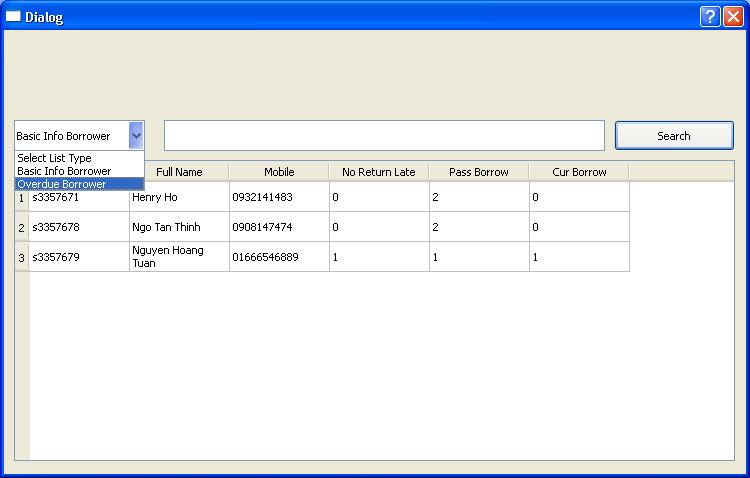 Dialog
Basic Info Borrower
Search
Select List Type
Basic Info Borrower
Overdue Borrower
Full Name Mobile No Return Late Pass Borrow Cur Borrow
1 s3357671 Henry Ho 0932141483 0 2 0
2 s3357678 Ngo Tan Thinh 0908147474 0 2 0
3 s3357679 Nguyen Hoang Tuan 01666546889 1 1 1